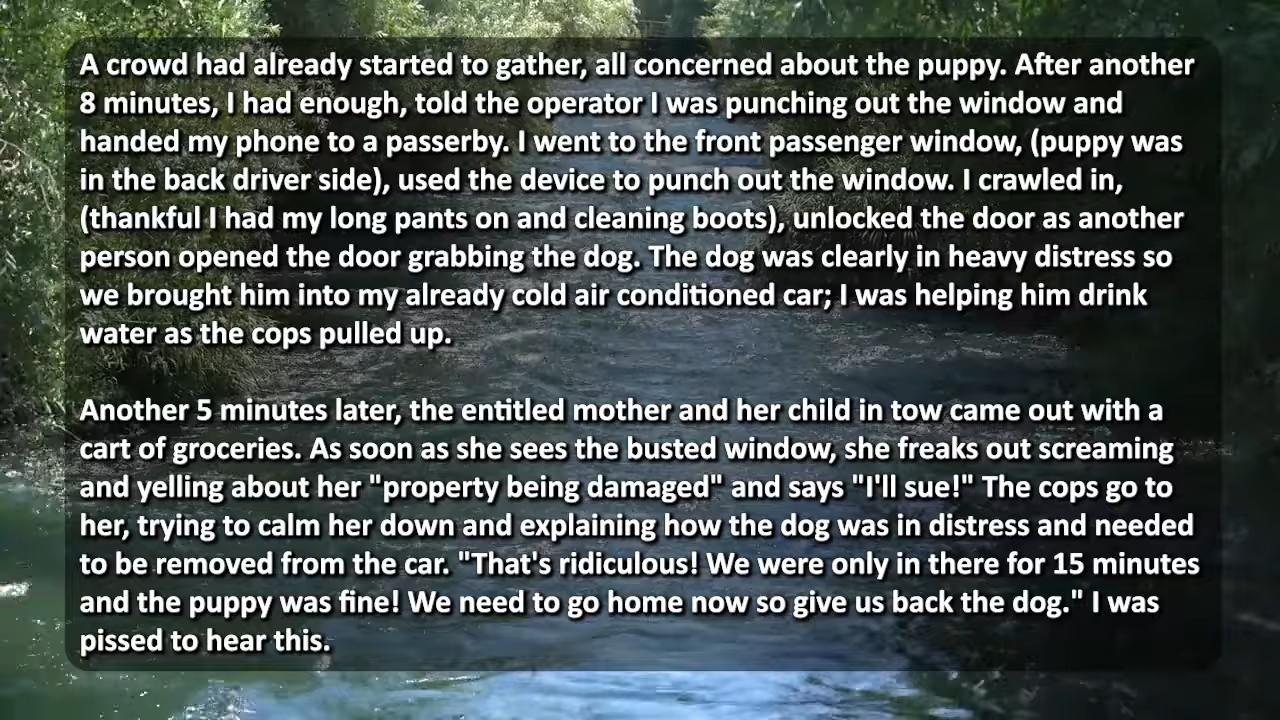 A crowd had already started to gather, all concerned about the puppy. After another
8 minutes, I had enough, told the operator I was punching out the window and
handed my phone to a passerby. I went to the front passenger window, (puppy was
in the back driver side), used the device to punch out the window. I crawled in,
(thankful I had my long pants on and cleaning boots), unlocked the door as another
person opened the door grabbing the dog. The dog was clearly in heavy distress so
we brought him into my already cold air conditioned car; I was helping him drink
water as the cops pulled up.
Another 5 minutes later, the entitled mother and her child in tow came out with a
cart of groceries. As soon as she sees the busted window, she freaks out screaming
and yelling about her "property being damaged" and says "I'll sue!" The cops go to
her, trying to calm her down and explaining how the dog was in distress and needed
to be removed from the car. "That's ridiculous! We were only in there for 15 minutes
and the puppy was fine! We need to go home now so give us back the dog." I was
pissed to hear this.